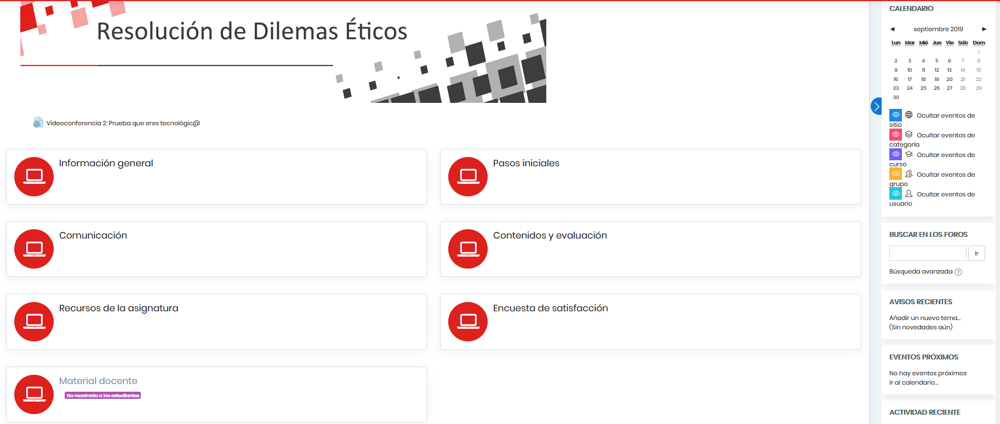 Resolución de Dilemas Éticos
Videoconferencia 2: Prueba que eres tecnológic@
Información general
Pasos iniciales
Comunicación
Contenidos y evaluación
Recursos de la asignatura
Encuesta de satisfacción
Material docente
No mostrado a los estudiantes
CALENDARIO
◄ septiembre 2019 ►
Lun Mar Mié Jue Vie Sáb Dom
1
2 3 4 5 6 7 8
9 10 11 12 13 14 15
16 17 18 19 20 21 22
23 24 25 26 27 28 29
30
Ocultar eventos de
sitio
Ocultar eventos de
categoría
Ocultar eventos de
curso
Ocultar eventos de
grupo
Ocultar eventos de
usuario
BUSCAR EN LOS FOROS
Ir
Búsqueda avanzada ?
AVISOS RECIENTES
Añadir un nuevo tema...
(Sin novedades aún)
EVENTOS PRÓXIMOS
No hay eventos próximos
Ir al calendario...
ACTIVIDAD RECIENTE